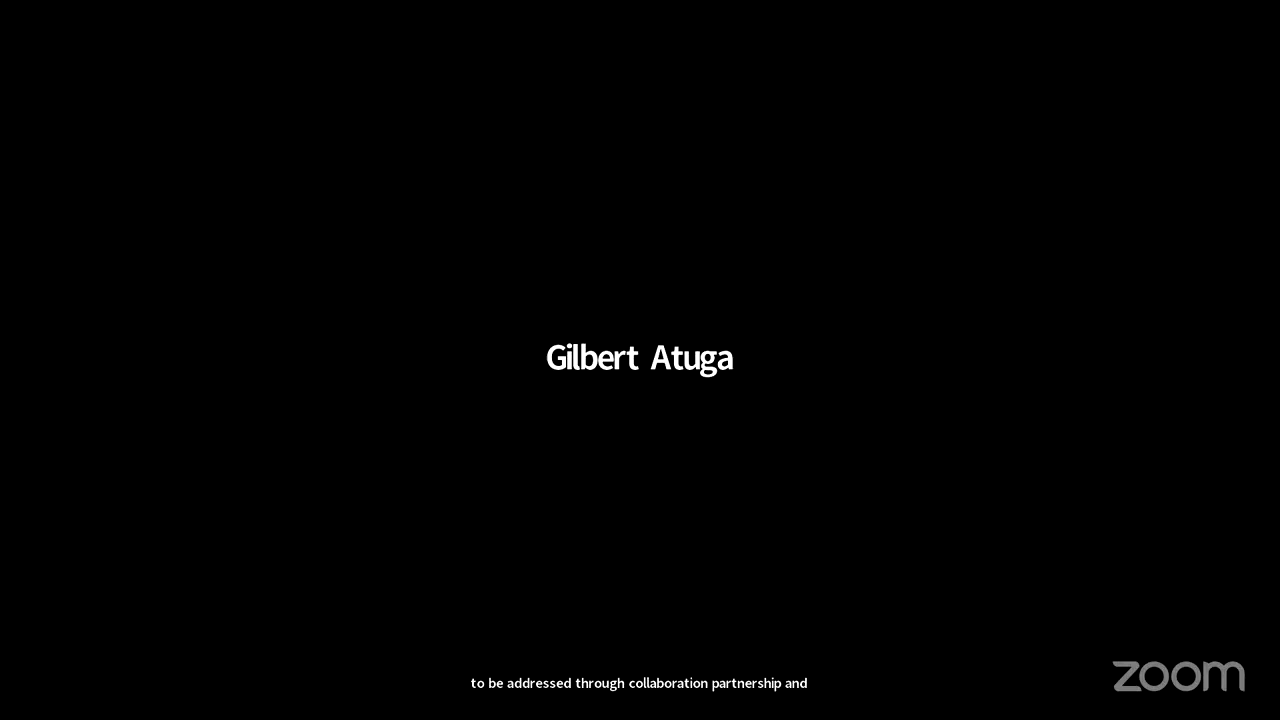 Gilbert Atuga
to be addressed through collaboration partnership and
zoom